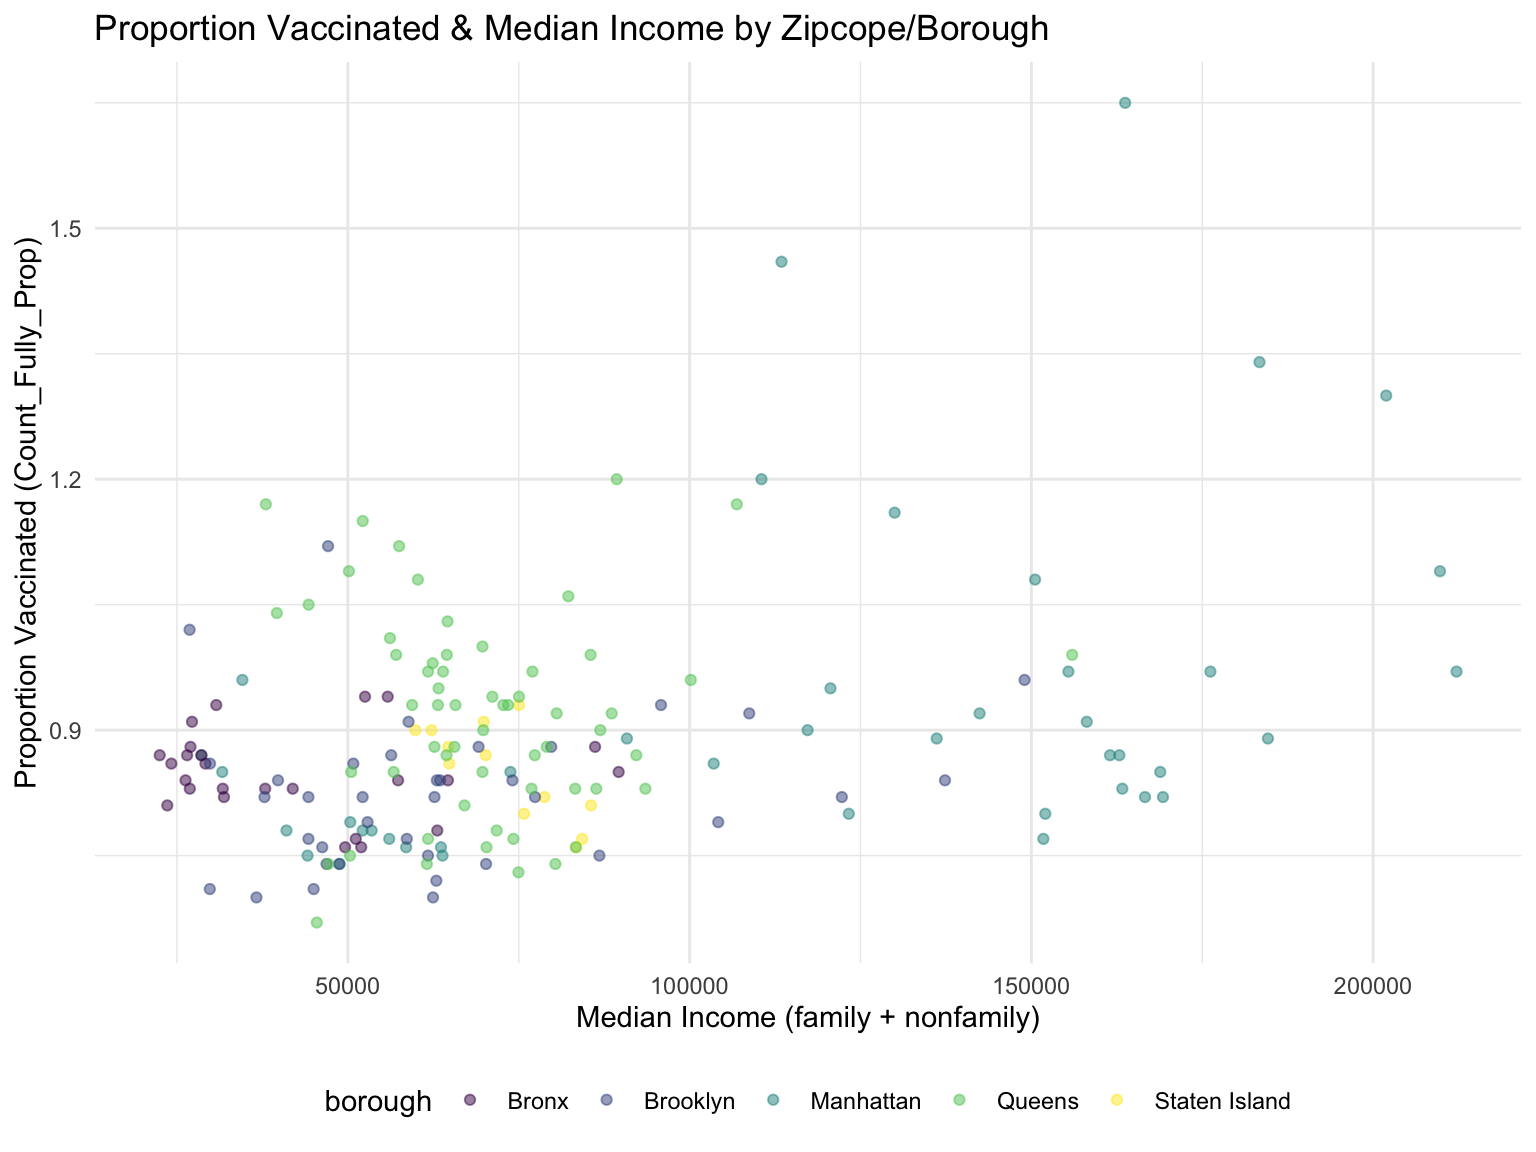 Proportion Vaccinated & Median Income by Zipcope/Borough
Proportion Vaccinated (Count_Fully_Prop)
1.5
1.2
0.9
50000 100000 150000 200000
Median Income (family + nonfamily)
borough Bronx Brooklyn Manhattan Queens Staten Island